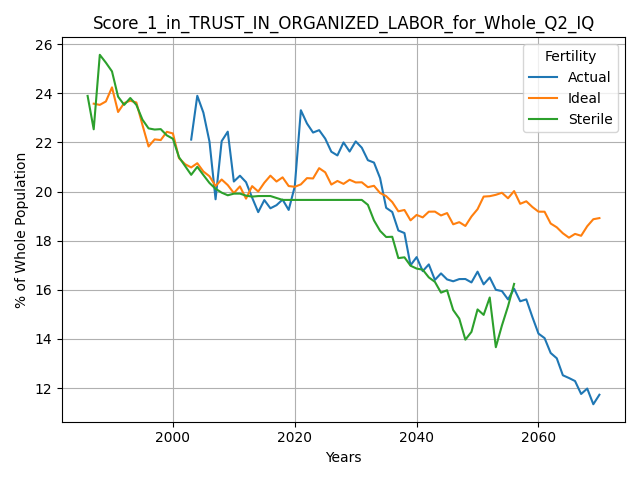 Score_1_in_TRUST_IN_ORGANIZED_LABOR_for_Whole_Q2_IQ
Fertility
Actual
Ideal
Sterile
% of Whole Population
26
24
22
20
18
16
14
12
2000
2020
2040
2060
Years